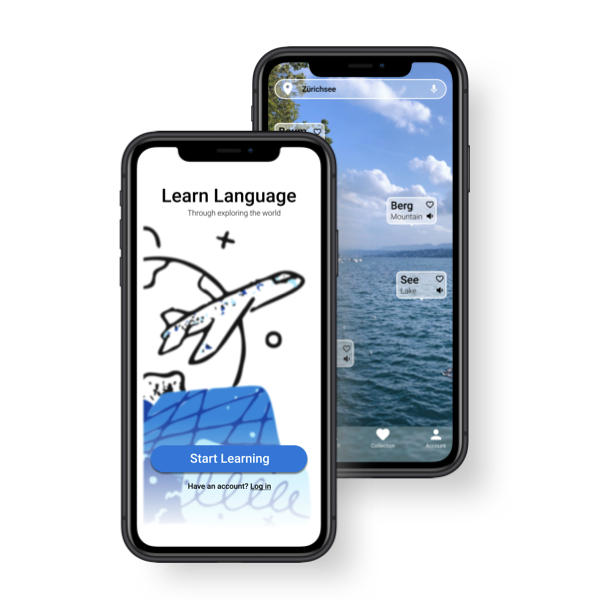 Learn Language
Through exploring the world
Start Learning
Have an account? Log in
Zürichsee
Baum
Berg
Mountain
See
Lake
Collection
Account